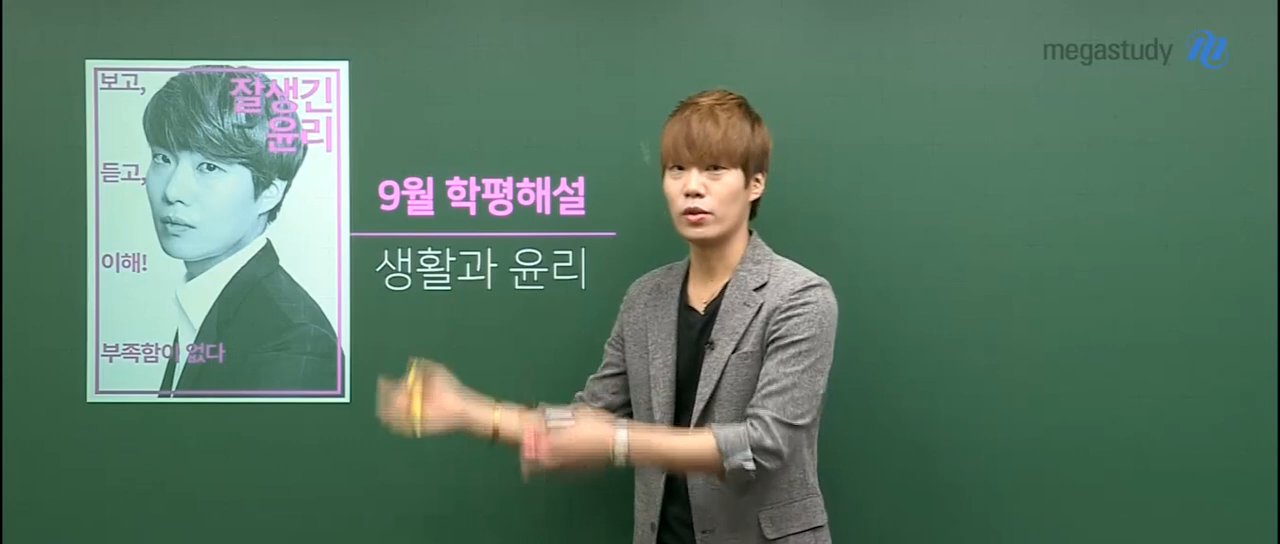 megastudy
보고,
잘생긴
윤리
듣고,
이해!
부족함이 없다
9월 학평해설
생활과 윤리